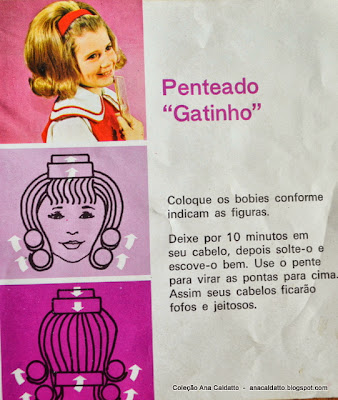 Penteado
“Gatinho”
Coloque os bobies conforme
indicam as figuras.
Deixe por 10 minutos em
seu cabelo, depois solte-o e
escove-o bem. Use o pente
para virar as pontas para cima.
Assim seus cabelos ficarão
fofos e jeitosos.
Coleção Ana Caldatto - anacaldatto.blogspot.com